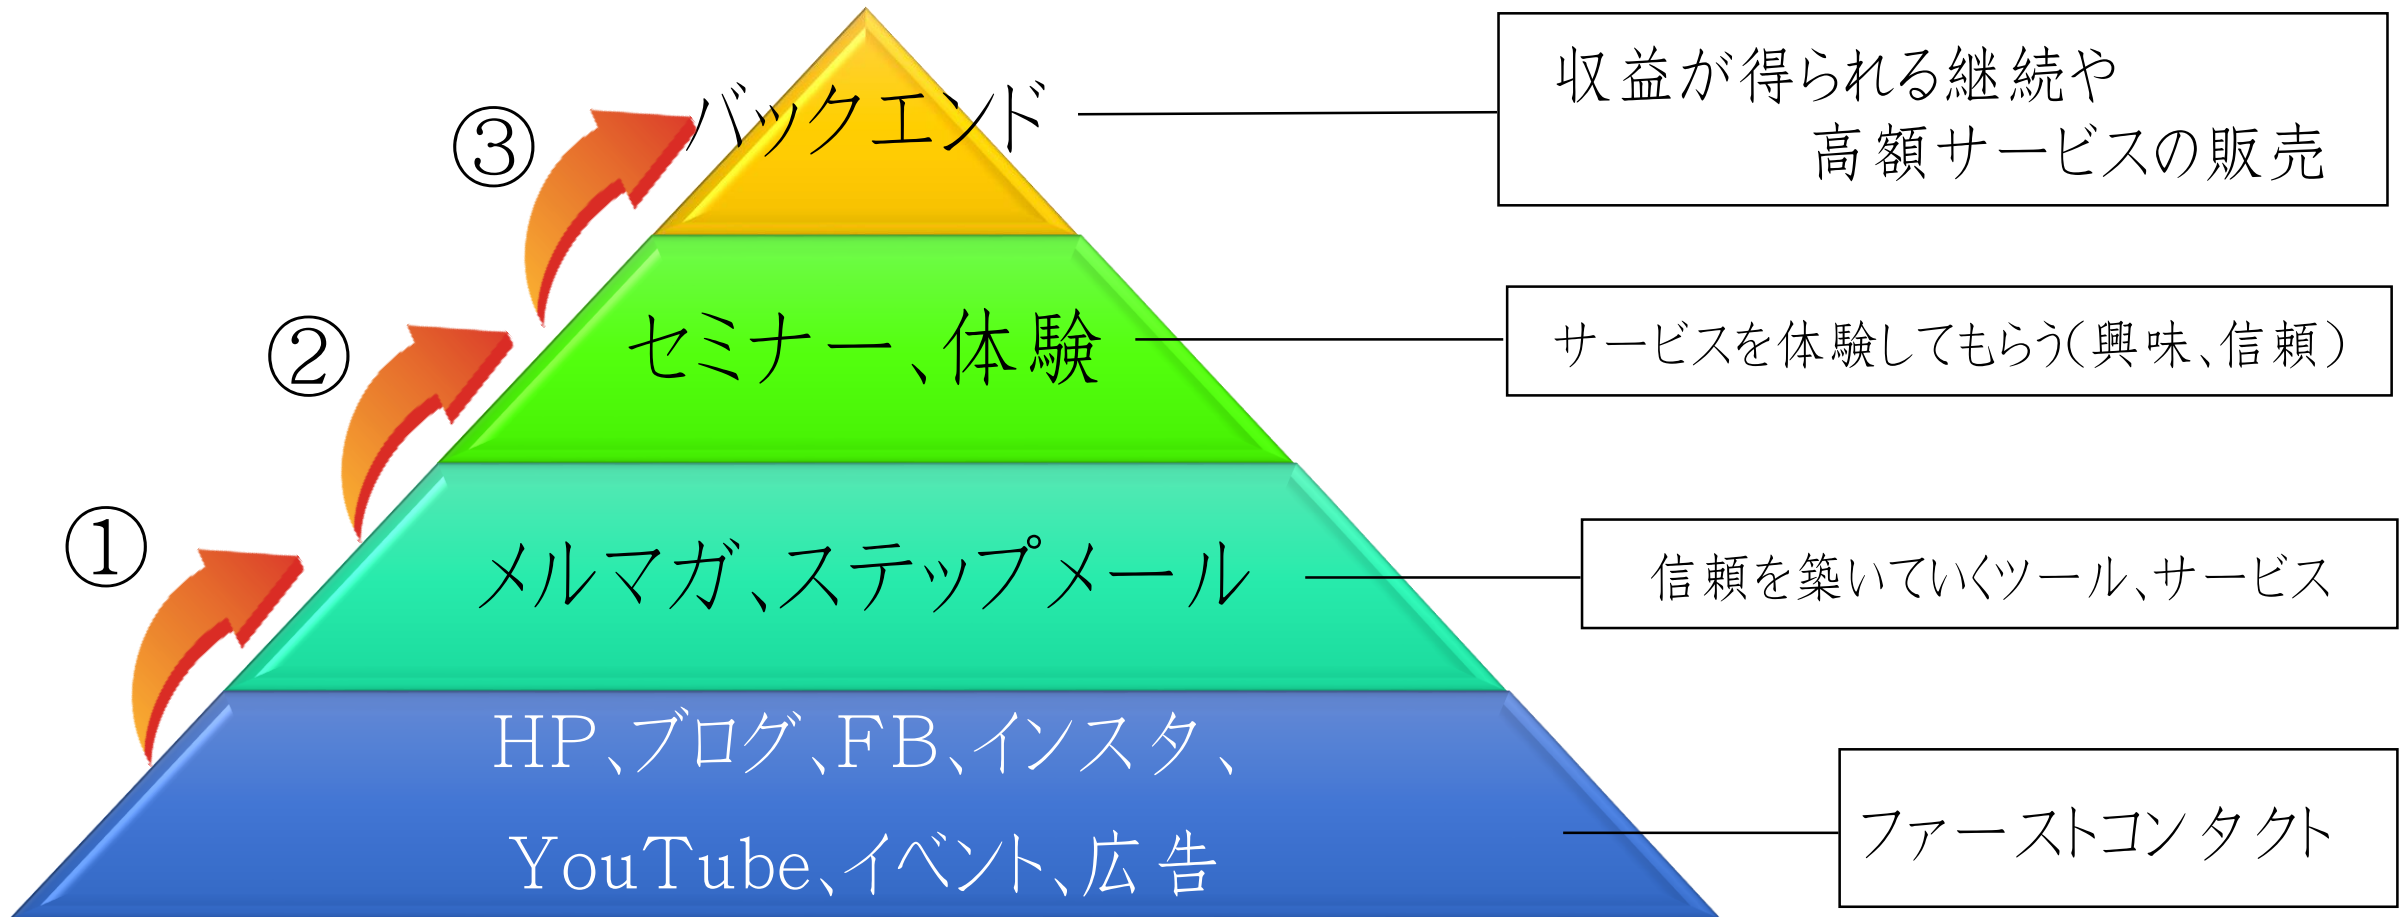 収益が得られる継続や
高額サービスの販売
③
バックエンド
②
セミナー、体験
サービスを体験してもらう(興味、信頼)
①
メルマガ、ステップメール
信頼を築いていくツール、サービス
HP、ブログ、FB、インスタ、
YouTube、イベント、広告
ファーストコンタクト